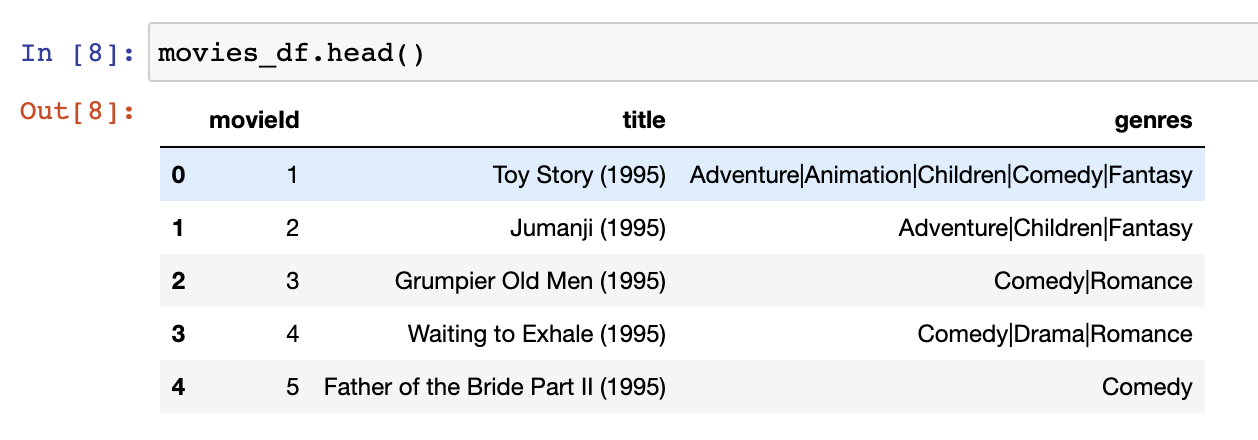 In [8]: movies_df.head()
Out[8]:
movieId title genres
0 1 Toy Story (1995) Adventure|Animation|Children|Comedy|Fantasy
1 2 Jumanji (1995) Adventure|Children|Fantasy
2 3 Grumpier Old Men (1995) Comedy|Romance
3 4 Waiting to Exhale (1995) Comedy|Drama|Romance
4 5 Father of the Bride Part II (1995) Comedy